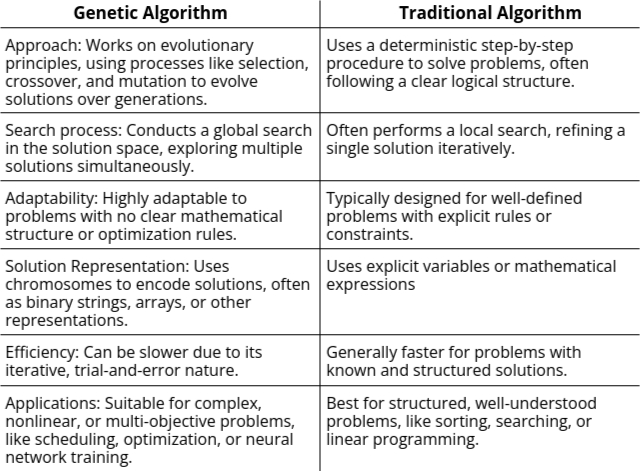 Genetic Algorithm
Traditional Algorithm
Approach: Works on evolutionary
principles, using processes like selection,
crossover, and mutation to evolve
solutions over generations.
Uses a deterministic step-by-step
procedure to solve problems, often
following a clear logical structure.
Search process: Conducts a global search
in the solution space, exploring multiple
solutions simultaneously.
Often performs a local search, refining a
single solution iteratively.
Adaptability: Highly adaptable to
problems with no clear mathematical
structure or optimization rules.
Typically designed for well-defined
problems with explicit rules or
constraints.
Solution Representation: Uses
chromosomes to encode solutions, often
as binary strings, arrays, or other
representations.
Uses explicit variables or mathematical
expressions
Efficiency: Can be slower due to its
iterative, trial-and-error nature.
Generally faster for problems with
known and structured solutions.
Applications: Suitable for complex,
nonlinear, or multi-objective problems,
like scheduling, optimization, or neural
network training.
Best for structured, well-understood
problems, like sorting, searching, or
linear programming.